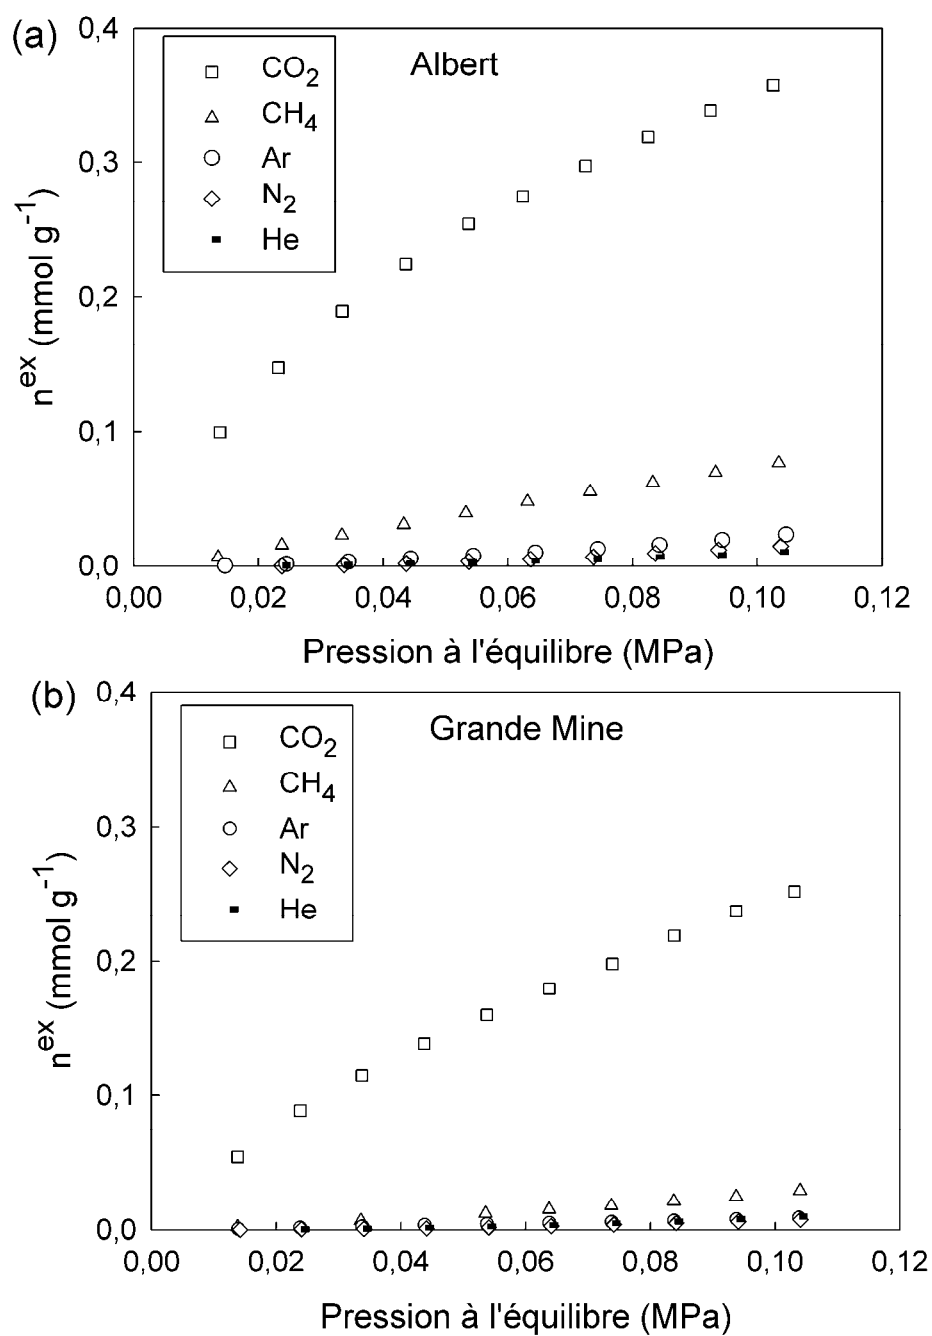 (a)
Albert
CO2
CH4
Ar
N2
He
0,4
0,3
0,2
0,1
0,0
n^ex (mmol g^-1)
0,00 0,02 0,04 0,06 0,08 0,10 0,12
Pression à l'équilibre (MPa)
(b)
Grande Mine
CO2
CH4
Ar
N2
He
0,4
0,3
0,2
0,1
0,0
n^ex (mmol g^-1)
0,00 0,02 0,04 0,06 0,08 0,10 0,12
Pression à l'équilibre (MPa)